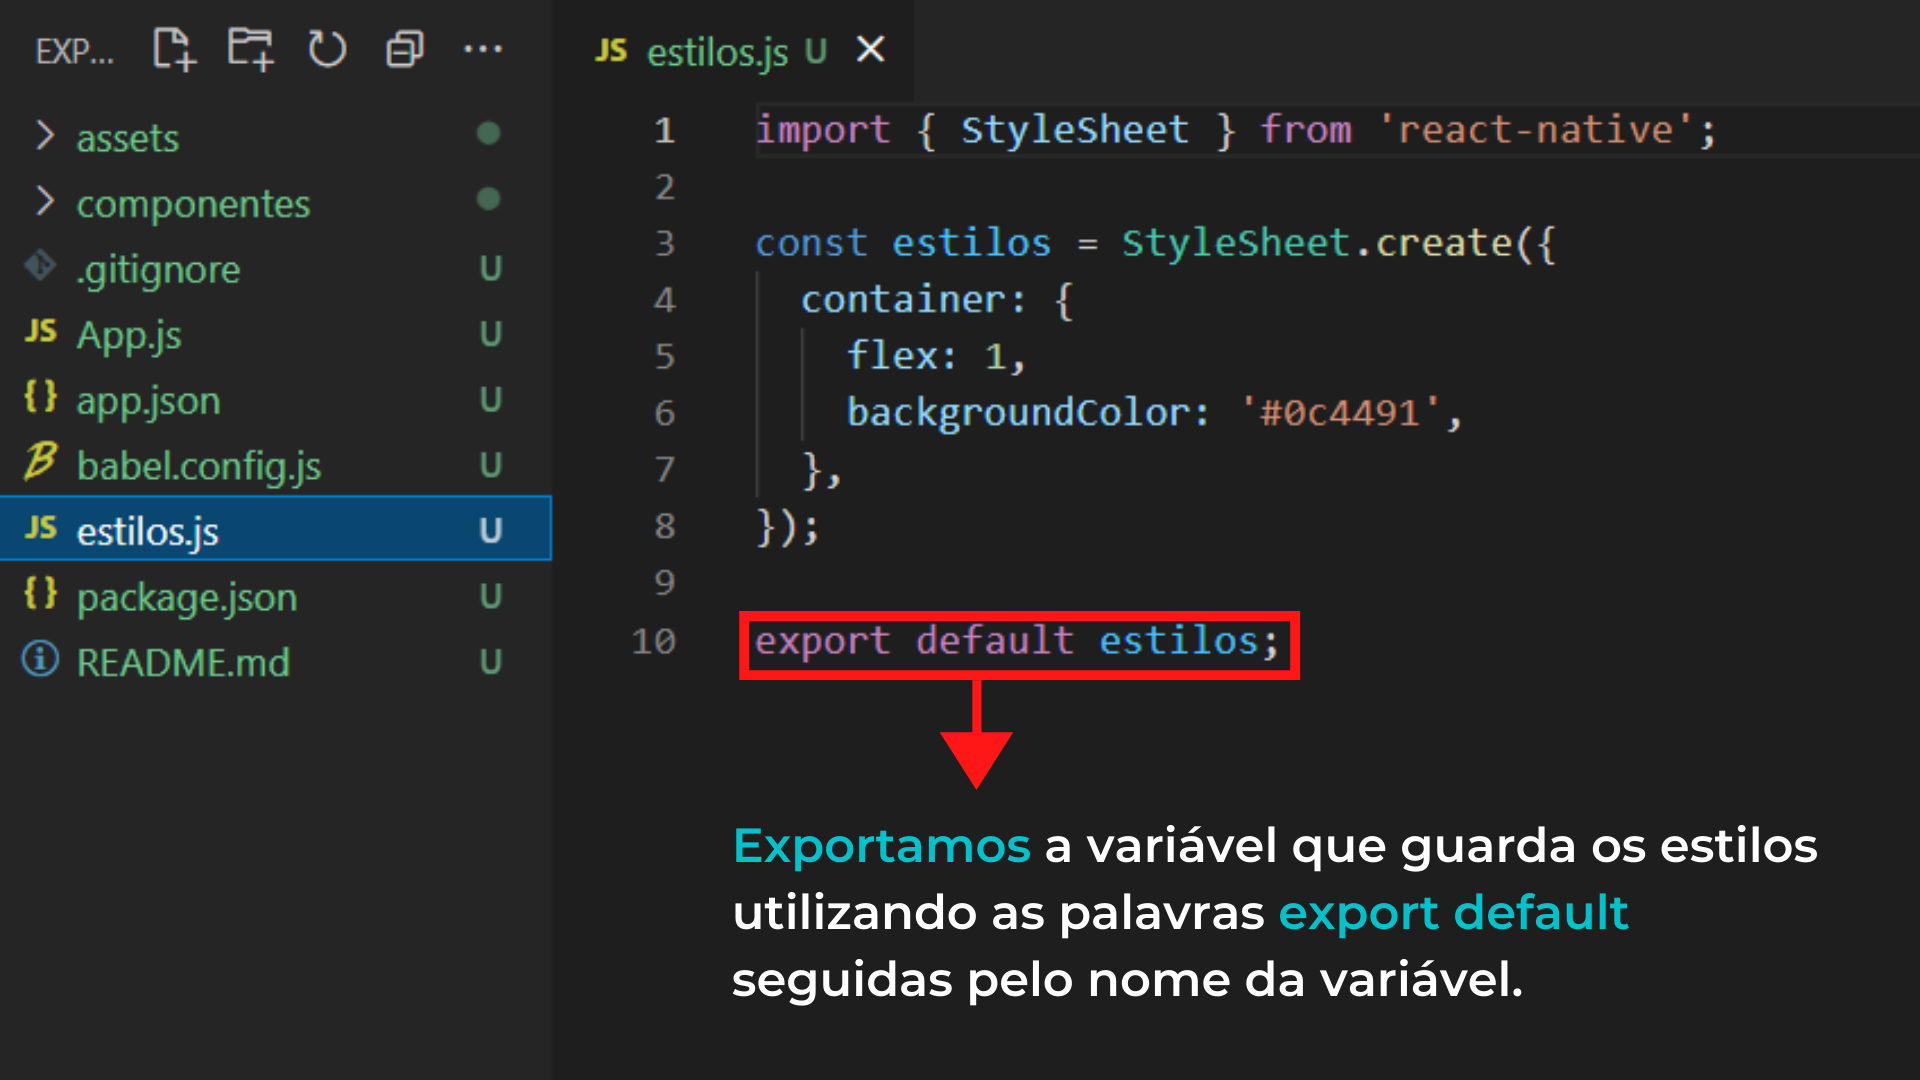 EXP...
assets
componentes
.gitignore U
JS App.js U
{} app.json U
babel.config.js U
JS estilos.js U
{} package.json U
README.md U
JS estilos.js U
1 import { StyleSheet } from 'react-native';
2
3 const estilos = StyleSheet.create({
4 container: {
5 flex: 1,
6 backgroundColor: '#0c4491',
7 },
8 });
9
10 export default estilos;
Exportamos a variável que guarda os estilos
utilizando as palavras export default
seguidas pelo nome da variável.